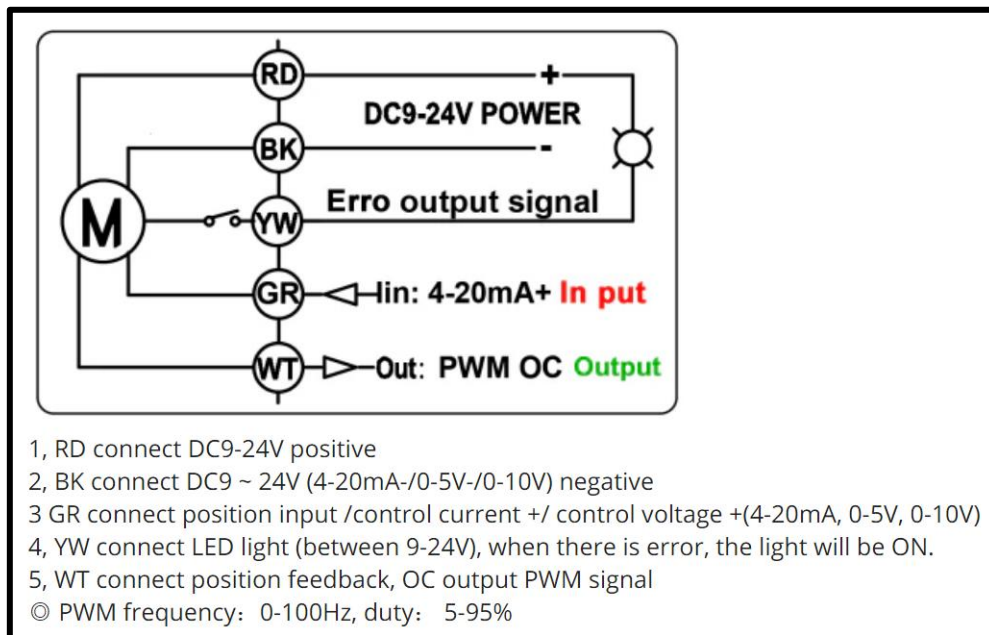 RD
+
DC9-24V POWER
BK
-
Erro output signal
M
YW
GR
Iin: 4-20mA+ In put
WT
Out: PWM OC Output
1, RD connect DC9-24V positive
2, BK connect DC9 ~ 24V (4-20mA-/0-5V-/0-10V) negative
3 GR connect position input /control current +/ control voltage +(4-20mA, 0-5V, 0-10V)
4, YW connect LED light (between 9-24V), when there is error, the light will be ON.
5, WT connect position feedback, OC output PWM signal
◎ PWM frequency：0-100Hz, duty： 5-95%